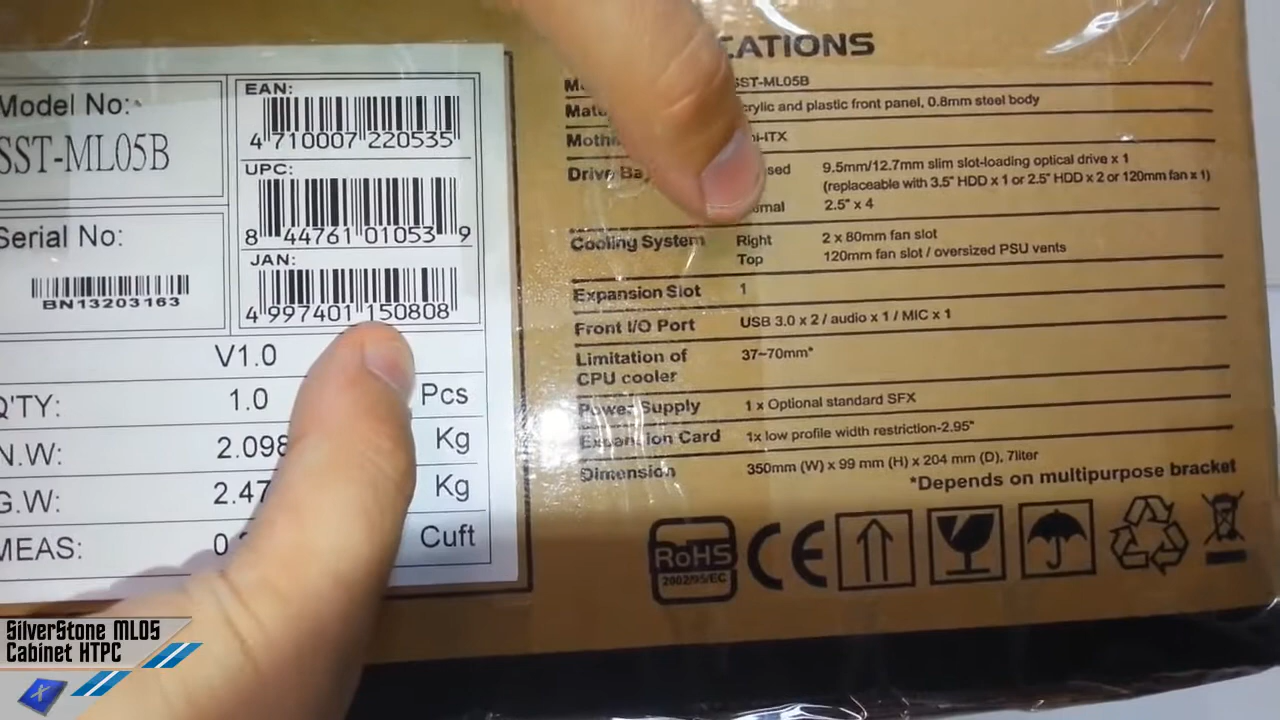 Model No:
SST-ML05B
Serial No:
BN13203163
EAN:
4 710007 220535
UPC:
8 44761 01053 9
JAN:
4 997401 150808
V1.0
Q'TY: 1.0 Pcs
N.W: 2.098 Kg
G.W: 2.47 Kg
MEAS: Cuft
CATIONS
SST-ML05B
crylic and plastic front panel, 0.8mm steel body
ni-ITX
Drive Ba sed 9.5mm/12.7mm slim slot-loading optical drive x 1
(replaceable with 3.5" HDD x 1 or 2.5" HDD x 2 or 120mm fan x 1)
rnal 2.5" x 4
Cooling System Right 2 x 80mm fan slot
Top 120mm fan slot / oversized PSU vents
Expansion Slot 1
Front I/O Port USB 3.0 x 2 / audio x 1 / MIC x 1
Limitation of 37~70mm*
CPU cooler
Power Supply 1 x Optional standard SFX
Expansion Card 1x low profile width restriction-2.95"
Dimension 350mm (W) x 99 mm (H) x 204 mm (D), 7liter
*Depends on multipurpose bracket
RoHS
2002/95/EC
CE
SilverStone ML05
Cabinet HTPC
X